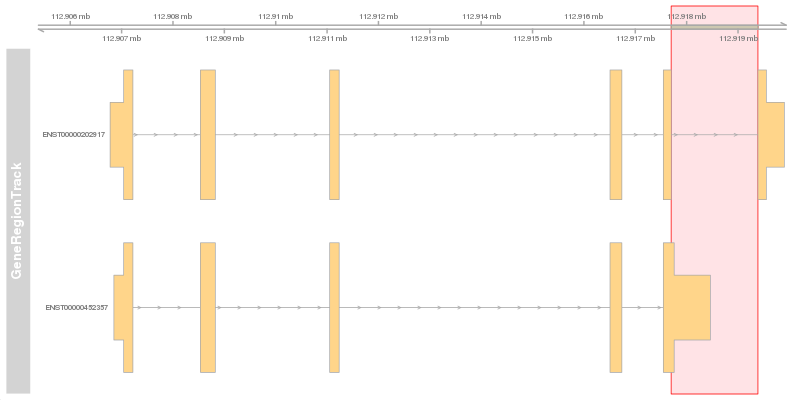 112.906 mb 112.908 mb 112.91 mb 112.912 mb 112.914 mb 112.916 mb 112.918 mb
112.907 mb 112.909 mb 112.911 mb 112.913 mb 112.915 mb 112.917 mb 112.919 mb
GeneRegionTrack
ENST00000202917
ENST00000452357